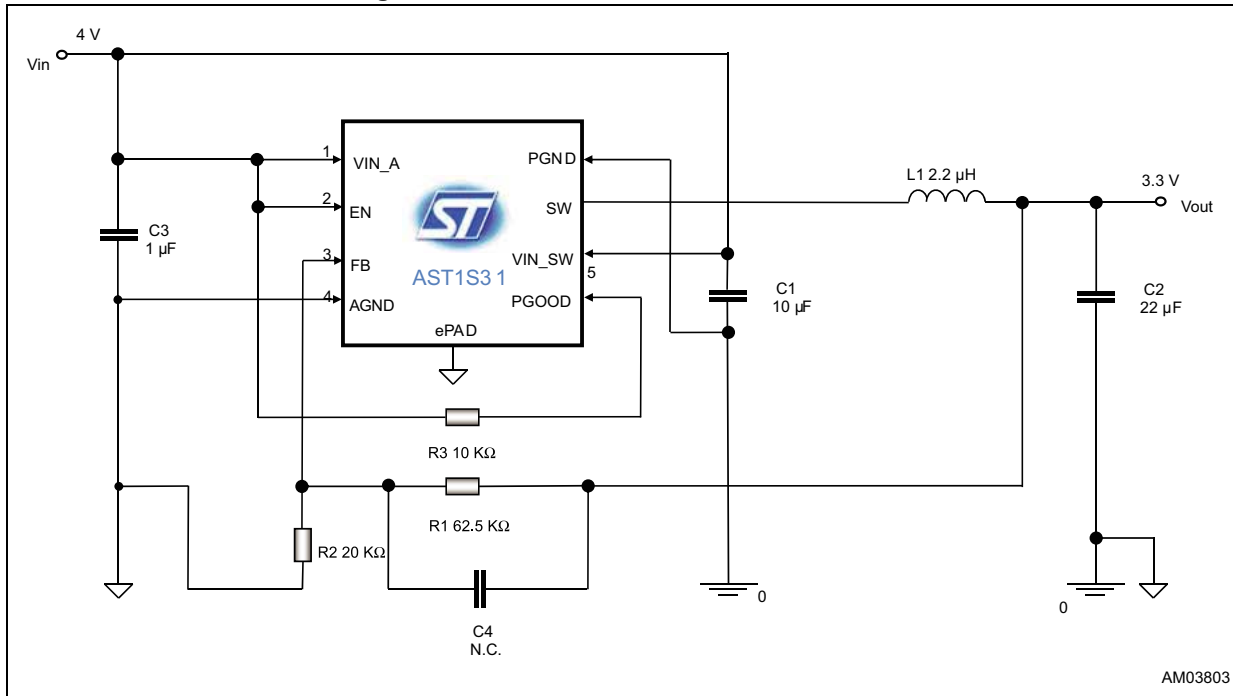 4 V
Vin
1
VIN_A
PGND
2
EN
SW
3
FB
VIN_SW
5
4
AGND
PGOOD
ePAD
ST
AST1S31
C3
1 µF
L1 2.2 µH
3.3 V
Vout
C1
10 µF
C2
22 µF
R3 10 KΩ
R1 62.5 KΩ
R2 20 KΩ
C4
N.C.
0
0
AM03803